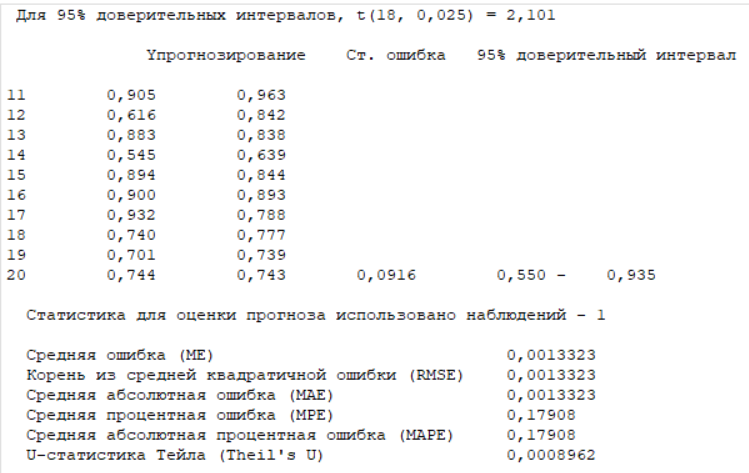 Для 95% доверительных интервалов, t(18, 0,025) = 2,101
Yпрогнозирование Ст. ошибка 95% доверительный интервал
11 0,905 0,963
12 0,616 0,842
13 0,883 0,838
14 0,545 0,639
15 0,894 0,844
16 0,900 0,893
17 0,932 0,788
18 0,740 0,777
19 0,701 0,739
20 0,744 0,743 0,0916 0,550 - 0,935
Статистика для оценки прогноза использовано наблюдений - 1
Средняя ошибка (ME) 0,0013323
Корень из средней квадратичной ошибки (RMSE) 0,0013323
Средняя абсолютная ошибка (MAE) 0,0013323
Средняя процентная ошибка (MPE) 0,17908
Средняя абсолютная процентная ошибка (MAPE) 0,17908
U-статистика Тейла (Theil's U) 0,0008962